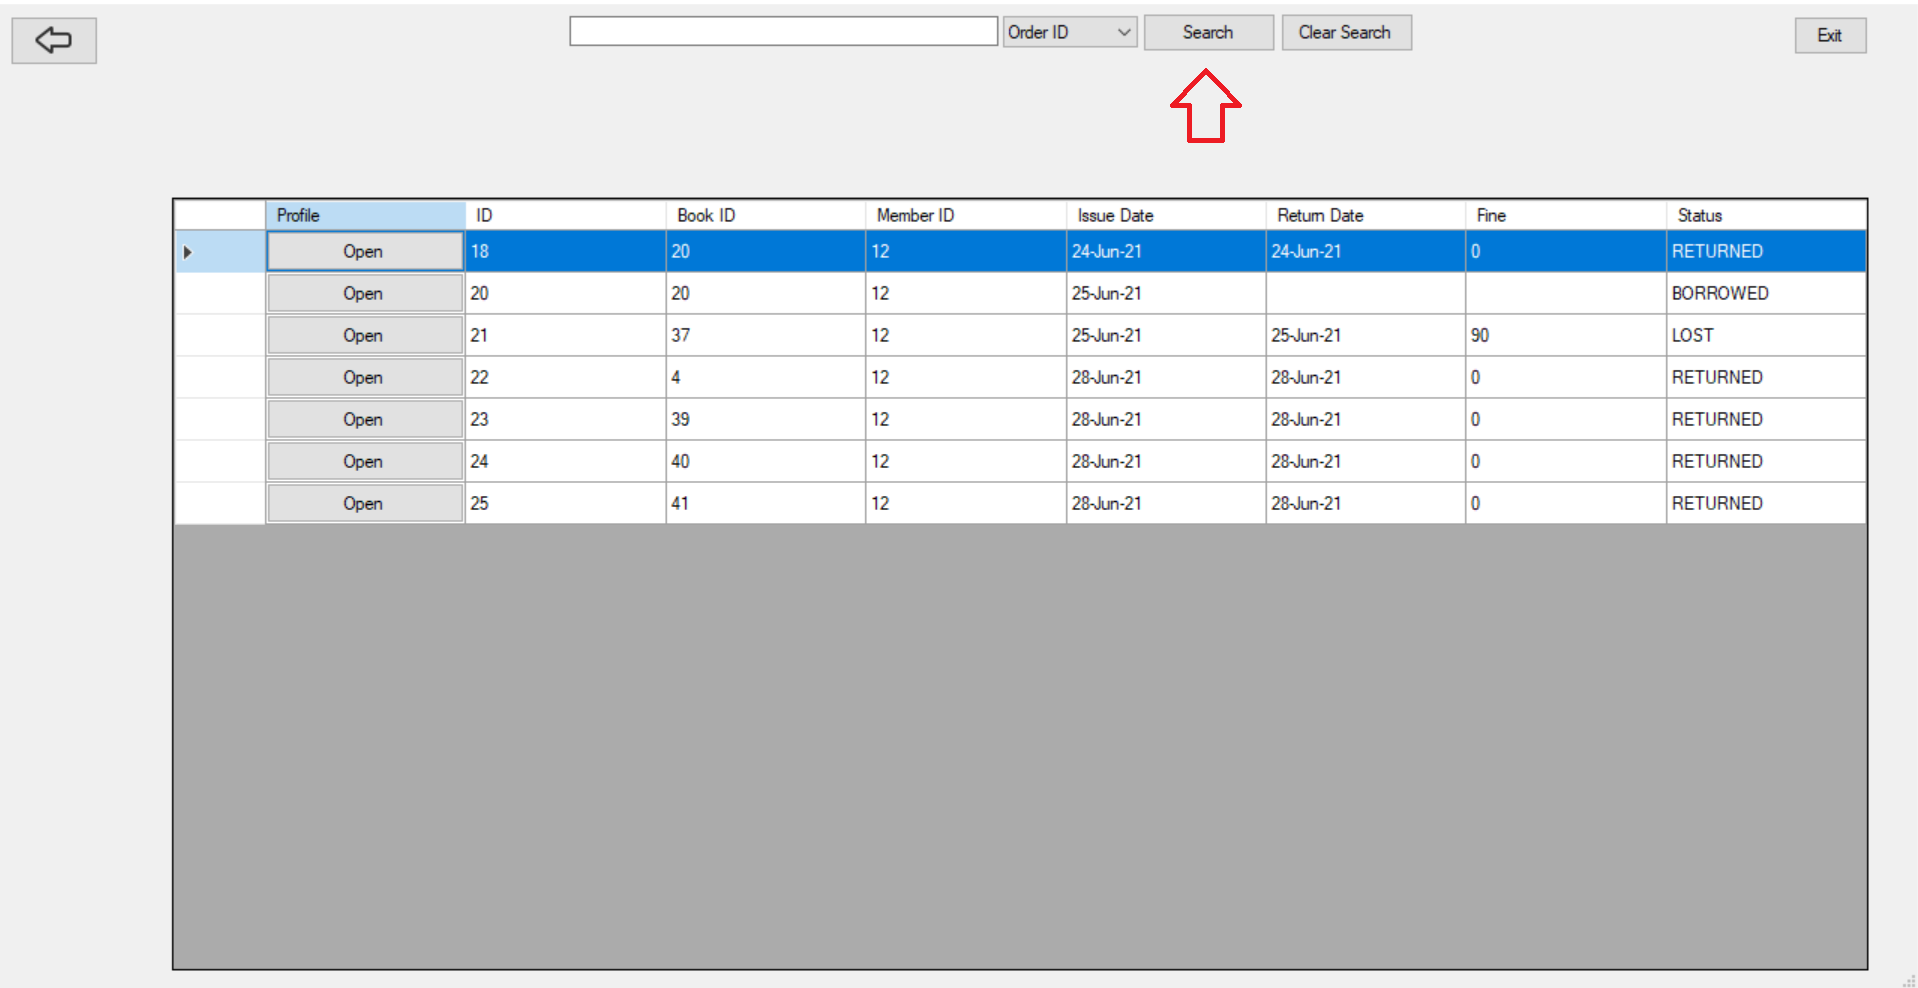 Order ID Search Clear Search Exit
Profile ID Book ID Member ID Issue Date Return Date Fine Status
Open 18 20 12 24-Jun-21 24-Jun-21 0 RETURNED
Open 20 20 12 25-Jun-21 BORROWED
Open 21 37 12 25-Jun-21 25-Jun-21 90 LOST
Open 22 4 12 28-Jun-21 28-Jun-21 0 RETURNED
Open 23 39 12 28-Jun-21 28-Jun-21 0 RETURNED
Open 24 40 12 28-Jun-21 28-Jun-21 0 RETURNED
Open 25 41 12 28-Jun-21 28-Jun-21 0 RETURNED